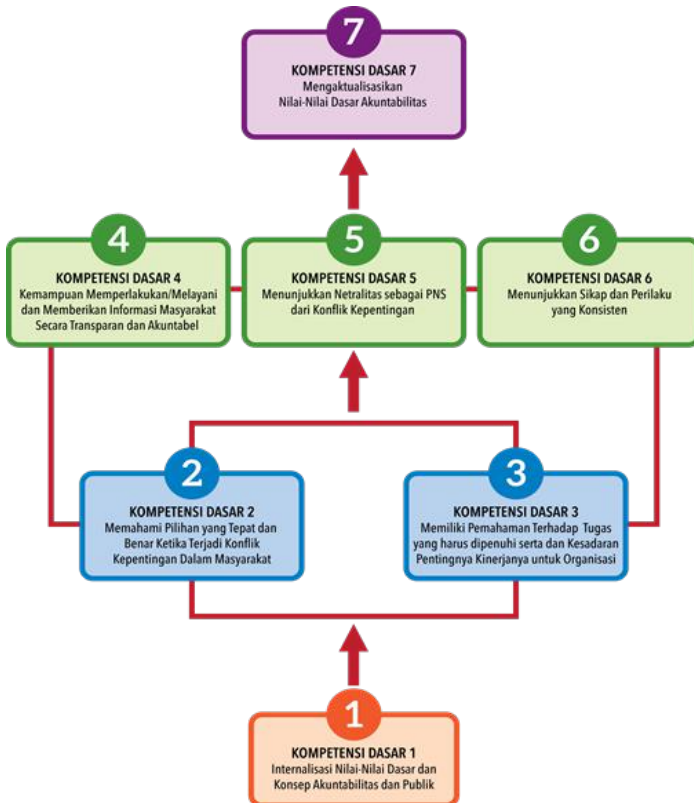 7
KOMPETENSI DASAR 7
Mengaktualisasikan
Nilai-Nilai Dasar Akuntabilitas
4
KOMPETENSI DASAR 4
Kemampuan Memperlakukan/Melayani
dan Memberikan Informasi Masyarakat
Secara Transparan dan Akuntabel
5
KOMPETENSI DASAR 5
Menunjukkan Netralitas sebagai PNS
dari Konflik Kepentingan
6
KOMPETENSI DASAR 6
Menunjukkan Sikap dan Perilaku
yang Konsisten
2
KOMPETENSI DASAR 2
Memahami Pilihan yang Tepat dan
Benar Ketika Terjadi Konflik
Kepentingan Dalam Masyarakat
3
KOMPETENSI DASAR 3
Memiliki Pemahaman Terhadap Tugas
yang harus dipenuhi serta dan Kesadaran
Pentingnya Kinerjanya untuk Organisasi
1
KOMPETENSI DASAR 1
Internalisasi Nilai-Nilai Dasar dan
Konsep Akuntabilitas dan Publik